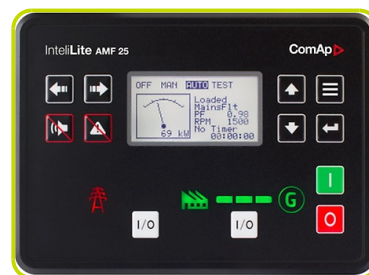 InteliLite AMF 25
ComAp
OFF MAN AUTO TEST
Loaded
MainsFlt
PF 0.98
RPM 1500
No Timer
00:00:00
69 kW
I
G
O
I/O
I/O